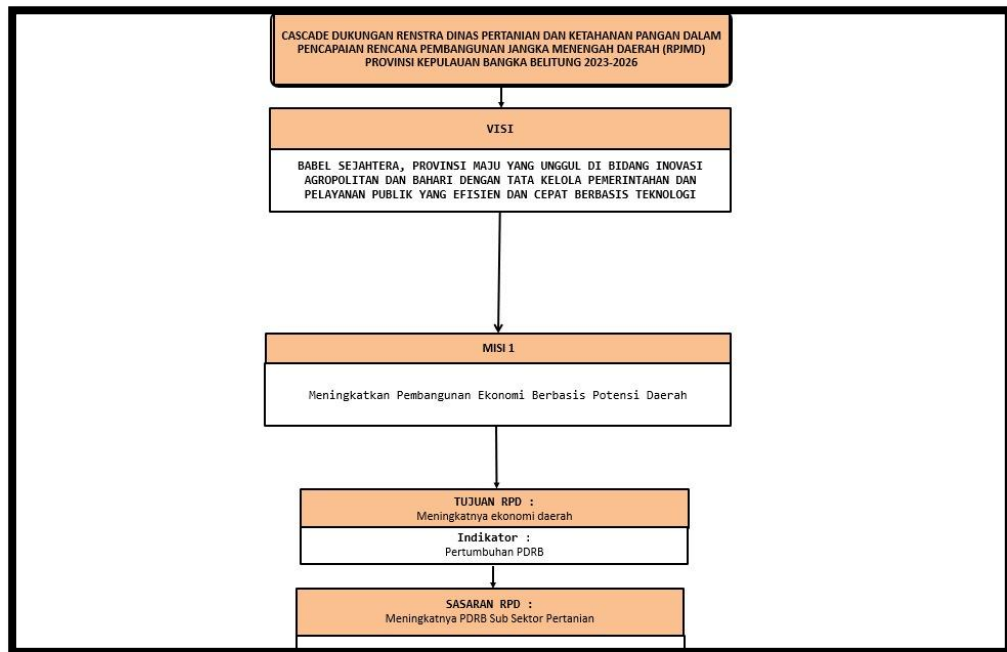 CASCADE DUKUNGAN RENSTRA DINAS PERTANIAN DAN KETAHANAN PANGAN DALAM
PENCAPAIAN RENCANA PEMBANGUNAN JANGKA MENENGAH DAERAH (RPJMD)
PROVINSI KEPULAUAN BANGKA BELITUNG 2023-2026
VISI
BABEL SEJAHTERA, PROVINSI MAJU YANG UNGGUL DI BIDANG INOVASI
AGROPOLITAN DAN BAHARI DENGAN TATA KELOLA PEMERINTAHAN DAN
PELAYANAN PUBLIK YANG EFISIEN DAN CEPAT BERBASIS TEKNOLOGI
MISI 1
Meningkatkan Pembangunan Ekonomi Berbasis Potensi Daerah
TUJUAN RPD :
Meningkatnya ekonomi daerah
Indikator :
Pertumbuhan PDRB
SASARAN RPD :
Meningkatnya PDRB Sub Sektor Pertanian